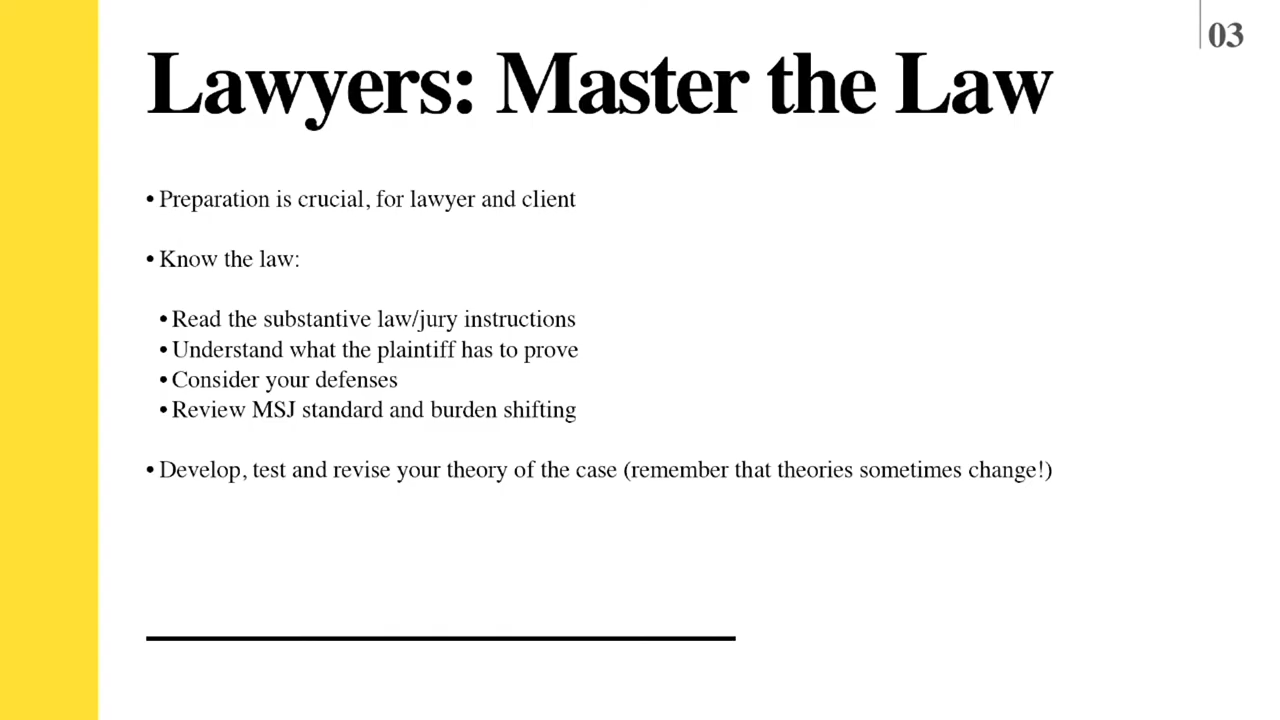 03
Lawyers: Master the Law
• Preparation is crucial, for lawyer and client
• Know the law:
• Read the substantive law/jury instructions
• Understand what the plaintiff has to prove
• Consider your defenses
• Review MSJ standard and burden shifting
• Develop, test and revise your theory of the case (remember that theories sometimes change!)